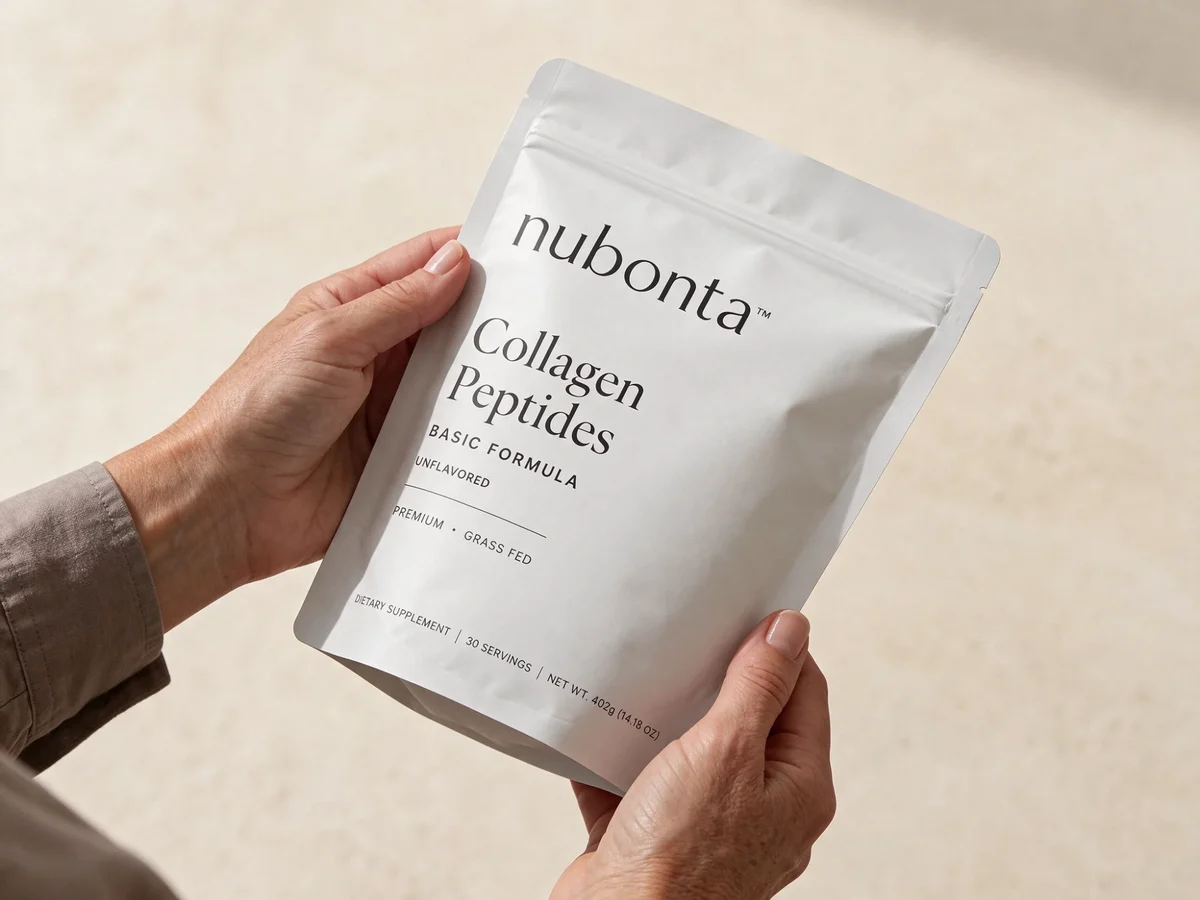 nubonta™
Collagen
Peptides
BASIC FORMULA
UNFLAVORED
PREMIUM • GRASS FED
DIETARY SUPPLEMENT | 30 SERVINGS | NET WT. 402g (14.18 OZ)